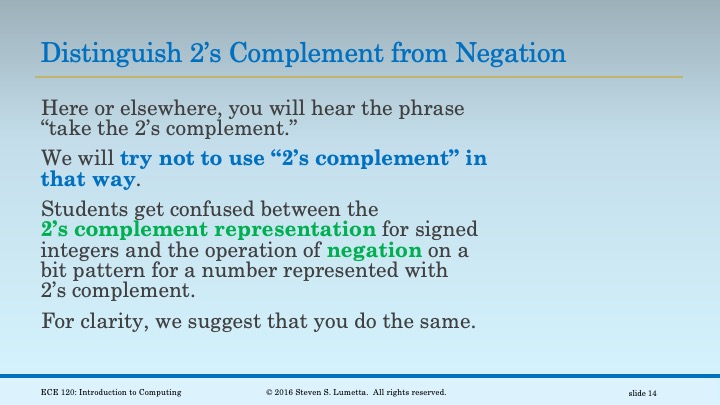 Distinguish 2’s Complement from Negation
Here or elsewhere, you will hear the phrase
“take the 2’s complement.”
We will try not to use “2’s complement” in
that way.
Students get confused between the
2’s complement representation for signed
integers and the operation of negation on a
bit pattern for a number represented with
2’s complement.
For clarity, we suggest that you do the same.
ECE 120: Introduction to Computing
© 2016 Steven S. Lumetta. All rights reserved.
slide 14